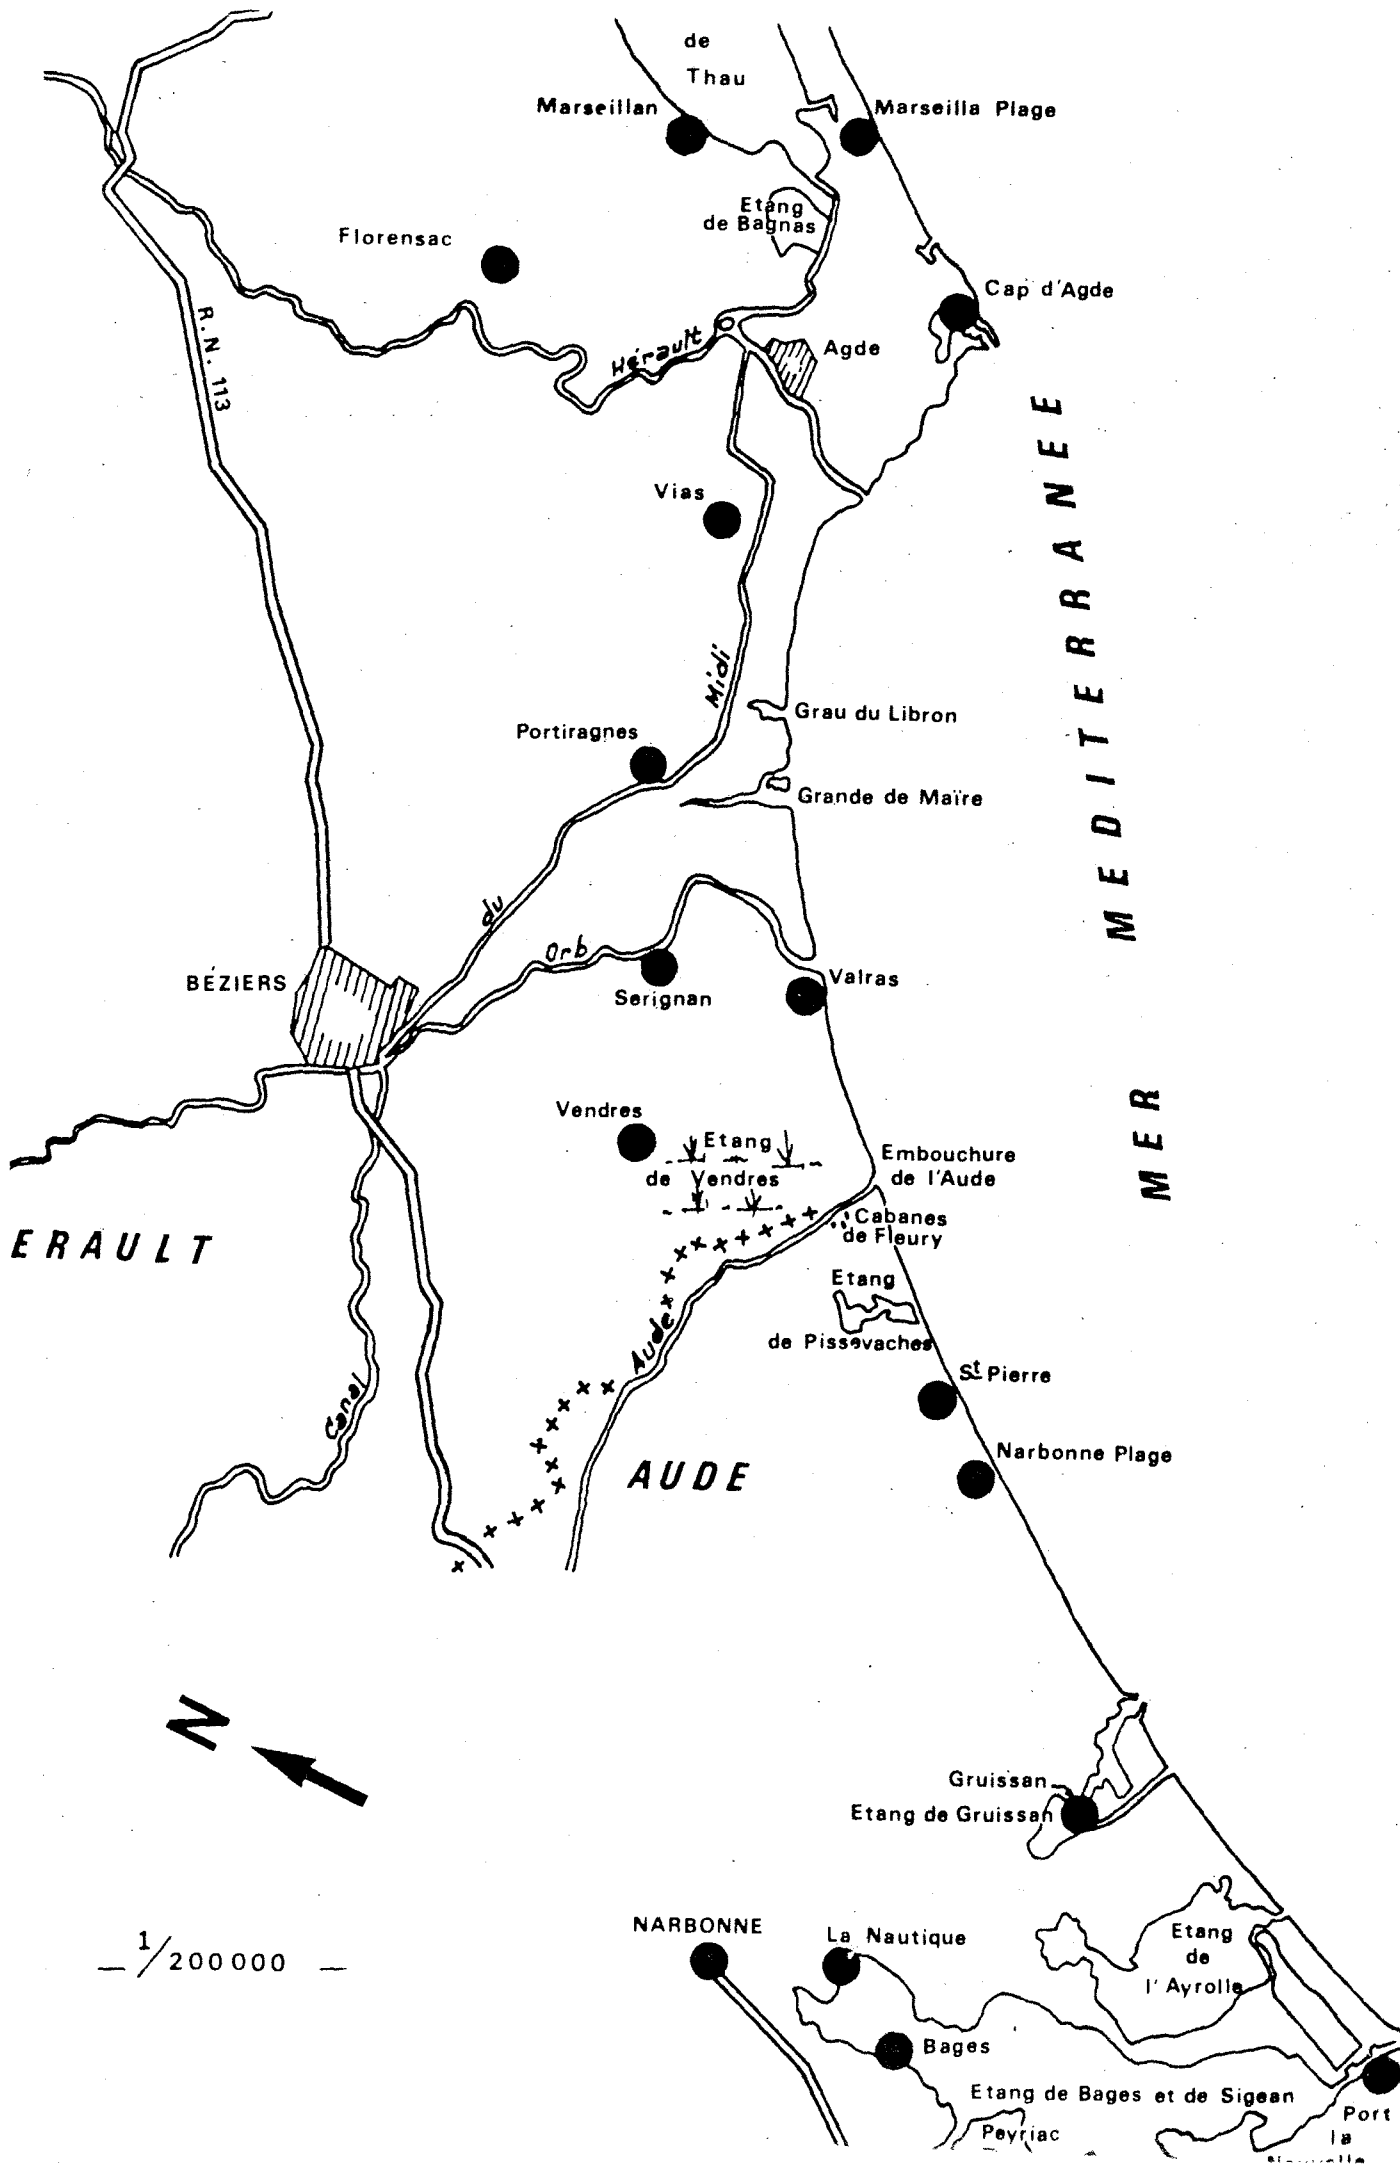 de
Thau
Marseillan
Marseilla Plage
Etang
de Bagnas
Florensac
Cap d'Agde
R.N. 113
Hérault
Agde
MER MEDITERRANEE
Vias
Midi
Grau du Libron
Portiragnes
Grande de Maïre
du
Orb
BÉZIERS
Serignan
Valras
Vendres
Etang
de Vendres
Embouchure
de l'Aude
Cabanes
de Fleury
ERAULT
Etang
de Pissevaches
Aude
St Pierre
Canal
Narbonne Plage
AUDE
N
Gruissan
Etang de Gruissan
NARBONNE
La Nautique
Etang
de
l'Ayrolle
1/200000
Bages
Etang de Bages et de Sigean
Peyriac
Port
la